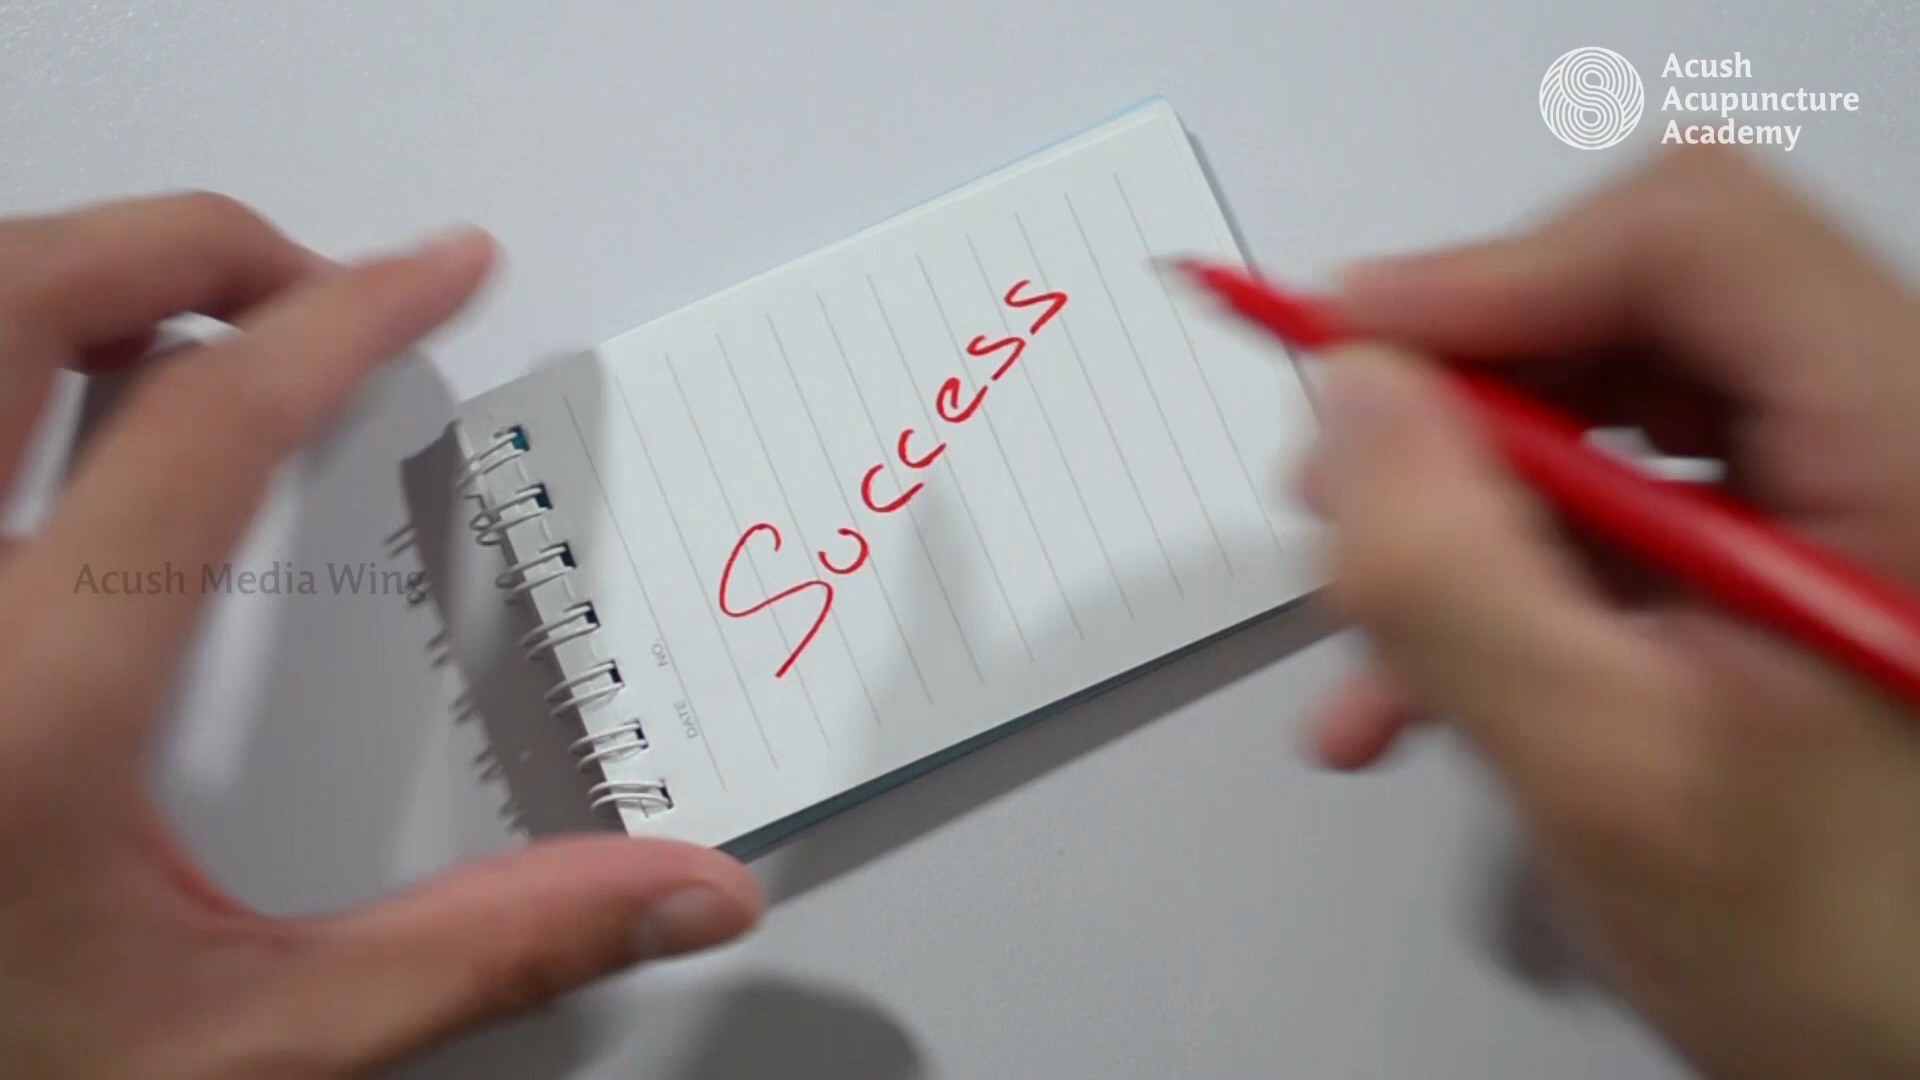 Acush
Acupuncture
Academy
Success
Acush Media Wing
NO.
DATE